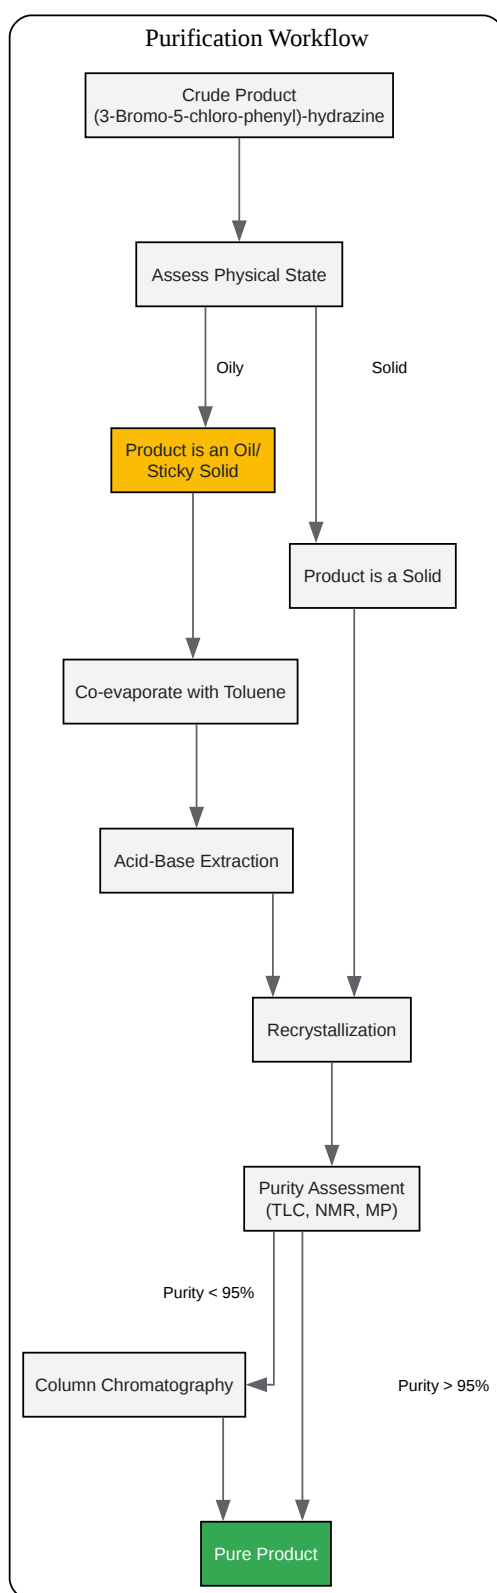 Purification Workflow
Crude Product
(3-Bromo-5-chloro-phenyl)-hydrazine
Assess Physical State
Oily
Solid
Product is an Oil/
Sticky Solid
Product is a Solid
Co-evaporate with Toluene
Acid-Base Extraction
Recrystallization
Purity Assessment
(TLC, NMR, MP)
Purity < 95%
Column Chromatography
Purity > 95%
Pure Product